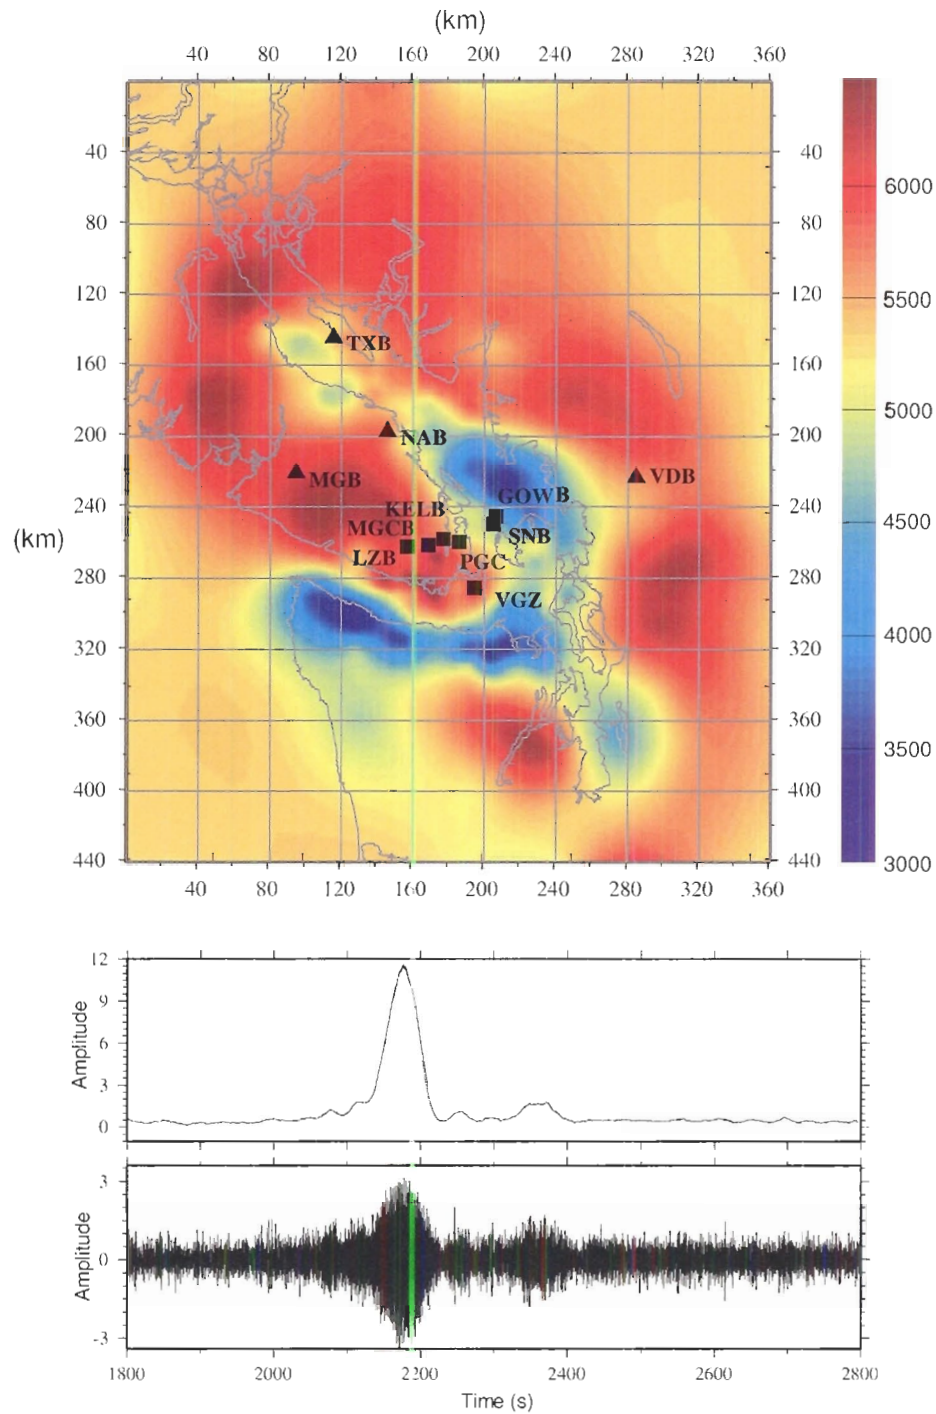 (km)
40 80 120 160 200 240 280 320 360
40 40
80 80
120 120
160 160
200 200
240 240
280 280
320 320
360 360
400 400
440 440
(km)
TXB
NAB
MGB
VDB
GOWB
KELB
MGCB
SNB
LZB
PGC
VGZ
40 80 120 160 200 240 280 320 360
6000
5500
5000
4500
4000
3500
3000
12
9
6
3
0
Amplitude
3
0
-3
Amplitude
1800 2000 2200 2400 2600 2800
Time (s)